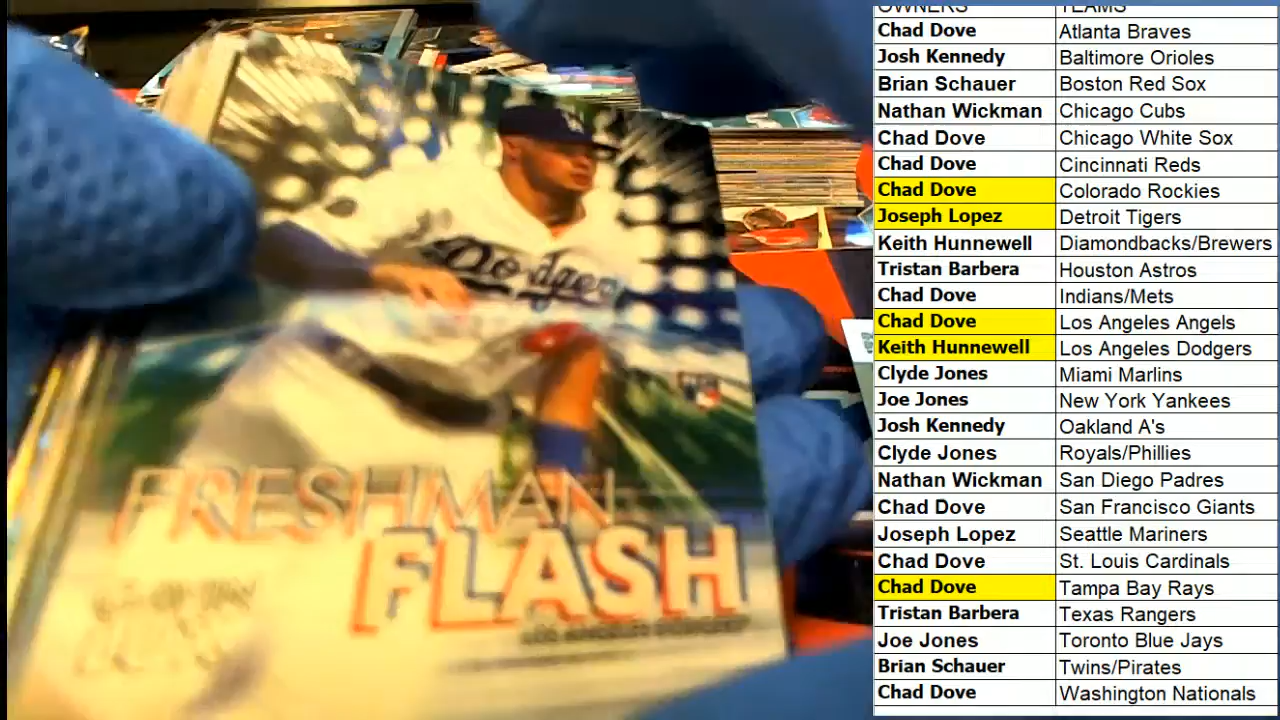 OWNERS TEAMS
Chad Dove Atlanta Braves
Josh Kennedy Baltimore Orioles
Brian Schauer Boston Red Sox
Nathan Wickman Chicago Cubs
Chad Dove Chicago White Sox
Chad Dove Cincinnati Reds
Chad Dove Colorado Rockies
Joseph Lopez Detroit Tigers
Keith Hunnewell Diamondbacks/Brewers
Tristan Barbera Houston Astros
Chad Dove Indians/Mets
Chad Dove Los Angeles Angels
Keith Hunnewell Los Angeles Dodgers
Clyde Jones Miami Marlins
Joe Jones New York Yankees
Josh Kennedy Oakland A's
Clyde Jones Royals/Phillies
Nathan Wickman San Diego Padres
Chad Dove San Francisco Giants
Joseph Lopez Seattle Mariners
Chad Dove St. Louis Cardinals
Chad Dove Tampa Bay Rays
Tristan Barbera Texas Rangers
Joe Jones Toronto Blue Jays
Brian Schauer Twins/Pirates
Chad Dove Washington Nationals
Dodgers
FRESHMAN
FLASH
LOS ANGELES DODGERS